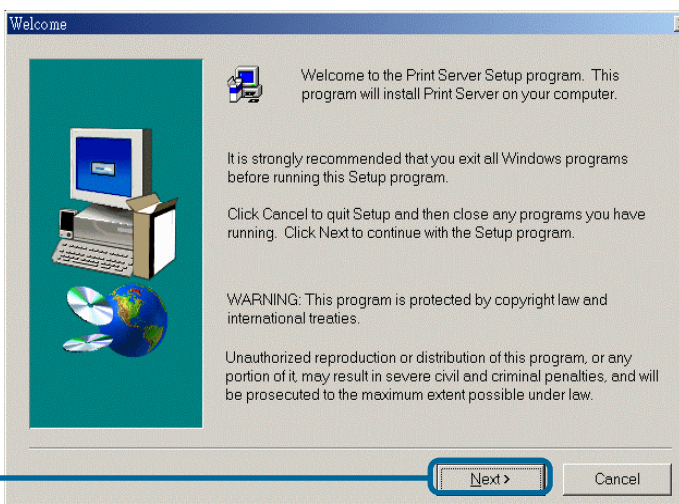 Welcome
Welcome to the Print Server Setup program. This
program will install Print Server on your computer.
It is strongly recommended that you exit all Windows programs
before running this Setup program.
Click Cancel to quit Setup and then close any programs you have
running. Click Next to continue with the Setup program.
WARNING: This program is protected by copyright law and
international treaties.
Unauthorized reproduction or distribution of this program, or any
portion of it, may result in severe civil and criminal penalties, and will
be prosecuted to the maximum extent possible under law.
Next >
Cancel